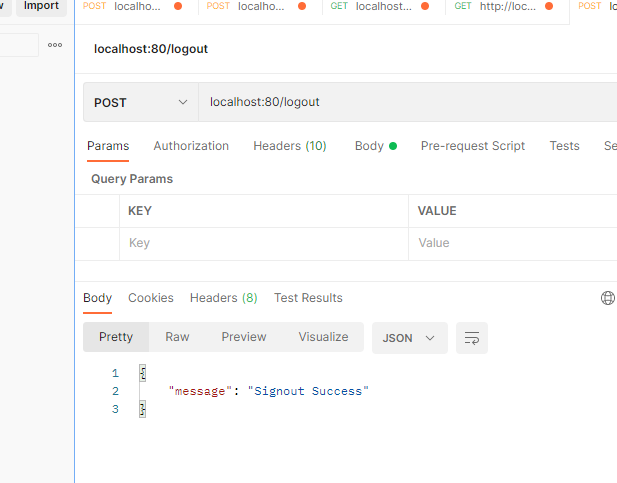 Import
POST localho...
POST localho...
GET localhost...
GET http://loc...
POST
localhost:80/logout
POST localhost:80/logout
Params Authorization Headers (10) Body Pre-request Script Tests Se
Query Params
KEY VALUE
Key Value
Body Cookies Headers (8) Test Results
Pretty Raw Preview Visualize JSON
1 {
2 "message": "Signout Success"
3 }